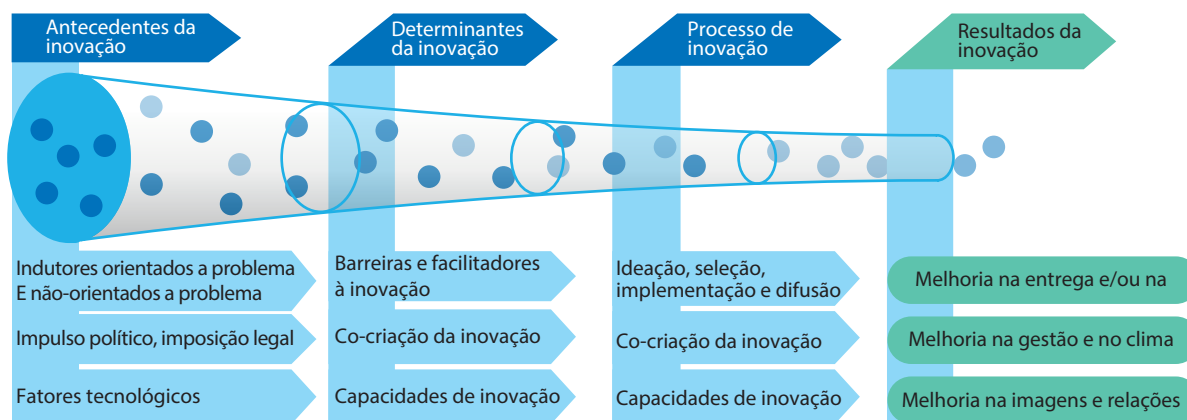 Antecedentes da
inovação
Determinantes
da inovação
Processo de
inovação
Resultados da
inovação
Indutores orientados a problema
E não-orientados a problema
Barreiras e facilitadores
à inovação
Ideação, seleção,
implementação e difusão
Melhoria na entrega e/ou na
Impulso político, imposição legal
Co-criação da inovação
Co-criação da inovação
Melhoria na gestão e no clima
Fatores tecnológicos
Capacidades de inovação
Capacidades de inovação
Melhoria na imagens e relações